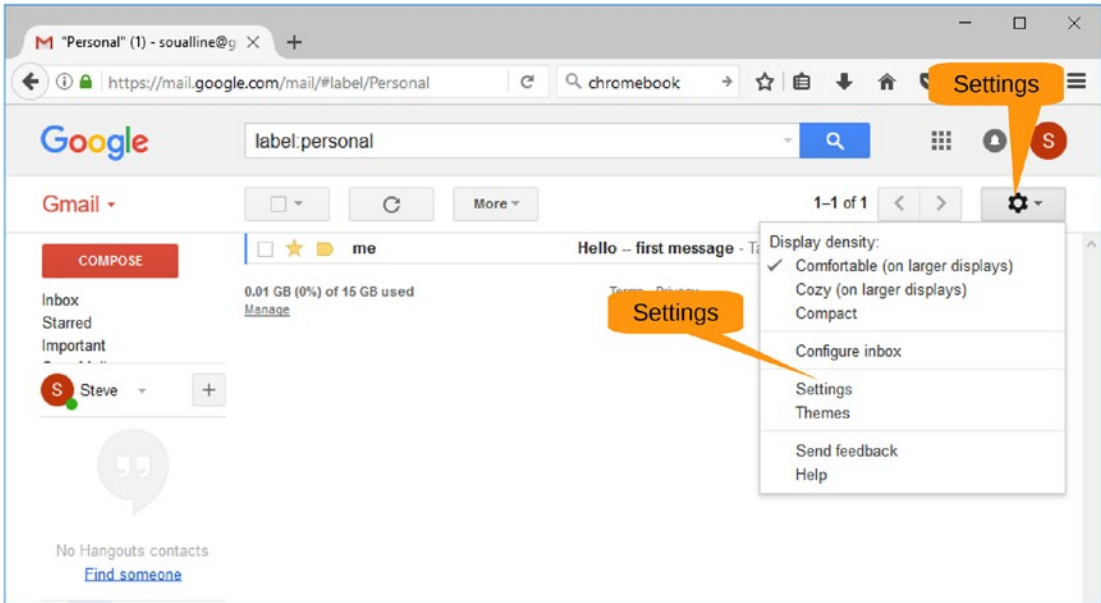 "Personal" (1) - soualline@g
https://mail.google.com/mail/#label/Personal
chromebook
Settings
Google
label:personal
S
Gmail
More
1–1 of 1
COMPOSE
me
Hello -- first message - Ta
Display density:
Comfortable (on larger displays)
Cozy (on larger displays)
Compact
Configure inbox
Settings
Themes
Send feedback
Help
Inbox
Starred
Important
0.01 GB (0%) of 15 GB used
Manage
Terms - Privacy
Settings
S
Steve
No Hangouts contacts
Find someone